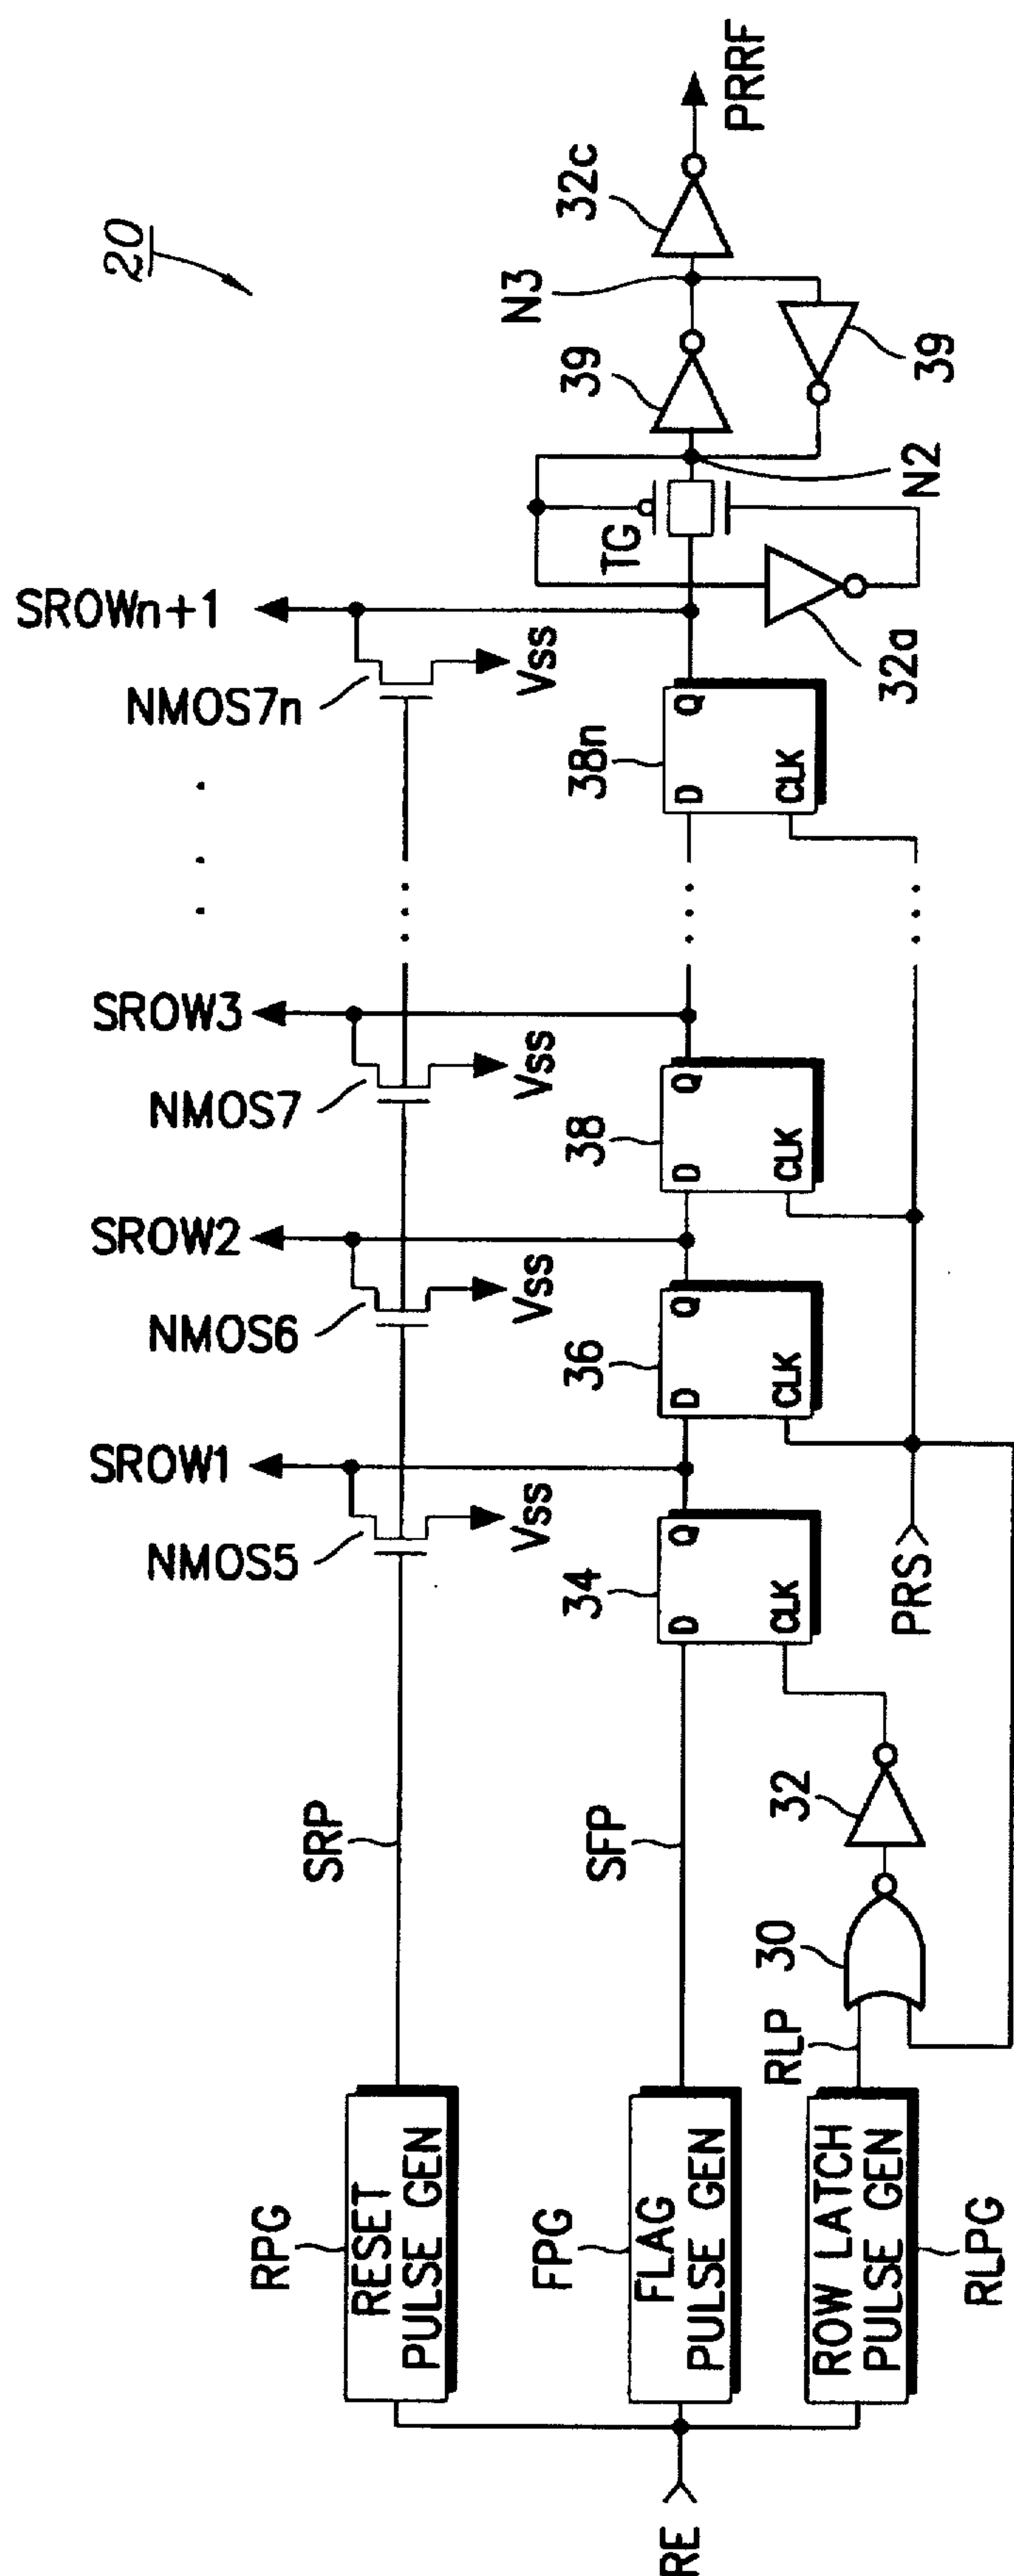 20
RE
RPG
RESET
PULSE GEN
SRP
FPG
FLAG
PULSE GEN
SFP
ROW LATCH
PULSE GEN
RLPG
RLP
30
32
SROW1
NMOS5
Vss
34
D
Q
CLK
PRS
SROW2
NMOS6
Vss
36
D
Q
CLK
SROW3
NMOS7
Vss
38
D
Q
CLK
SROWn+1
NMOS7n
Vss
38n
D
Q
CLK
TG
32a
N2
39
39
N3
32c
PRRF